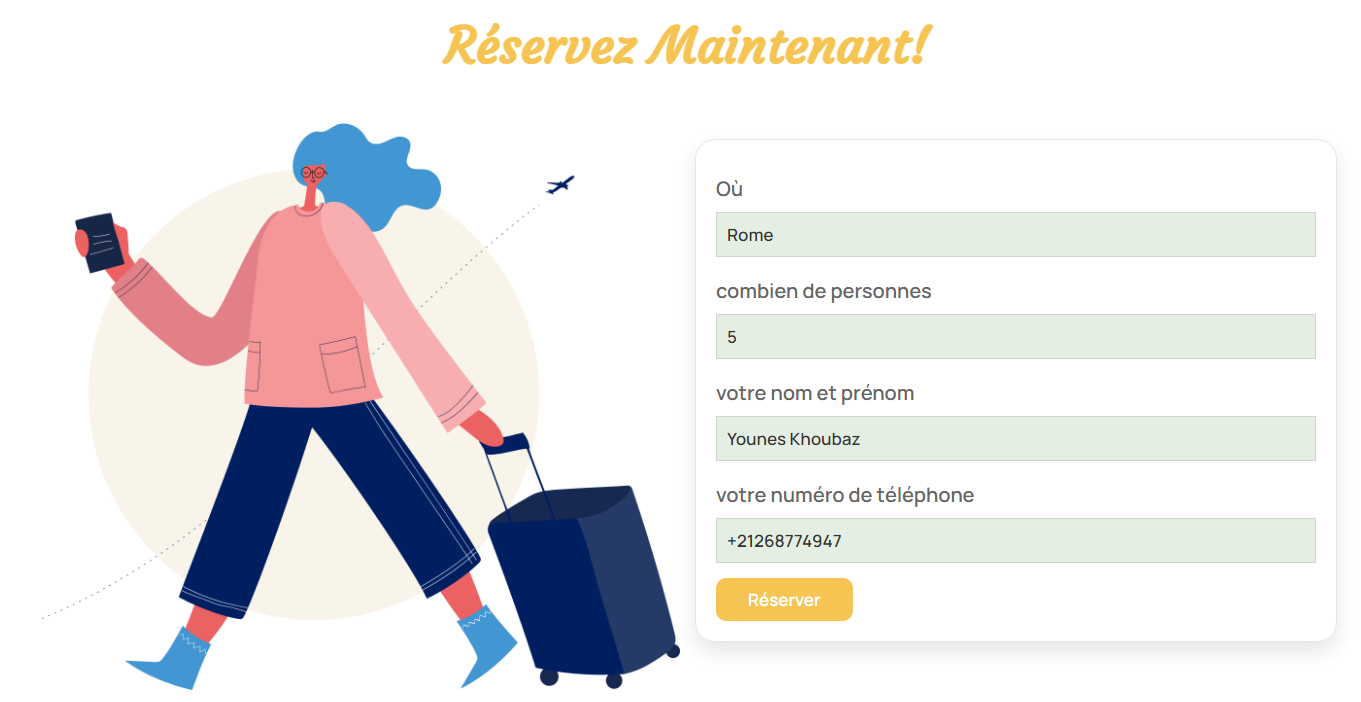 Réservez Maintenant!
Où
Rome
combien de personnes
5
votre nom et prénom
Younes Khoubaz
votre numéro de téléphone
+21268774947
Réserver